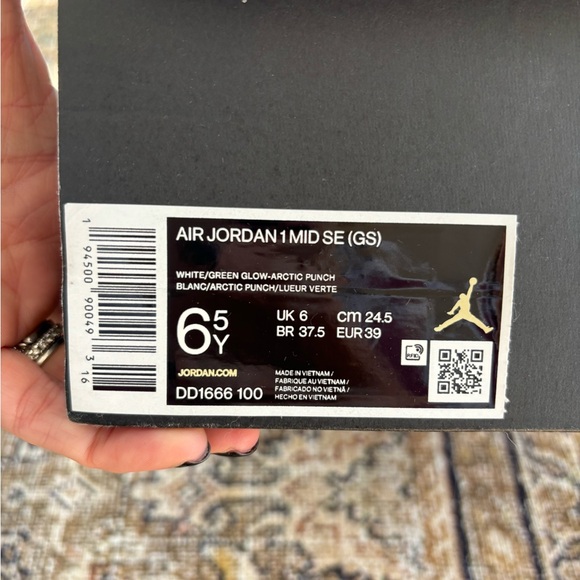 AIR JORDAN 1 MID SE (GS)
WHITE/GREEN GLOW-ARCTIC PUNCH
BLANC/ARCTIC PUNCH/LUEUR VERTE
6 5 Y
UK 6 cm 24.5
BR 37.5 EUR 39
JORDAN.COM
DD1666 100
MADE IN VIETNAM /
FABRIQUÉ AU VIETNAM /
FABRICADO NO VIETNÃ /
HECHO EN VIETNAM
RFID
1 94500 90049 3 16